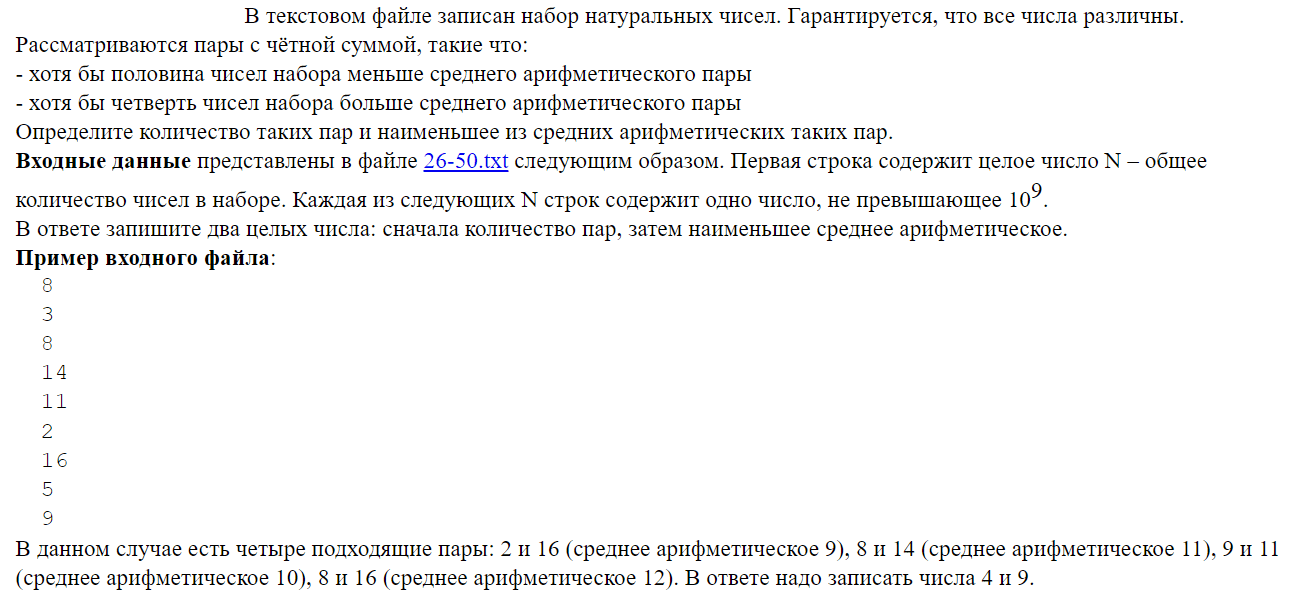 В текстовом файле записан набор натуральных чисел. Гарантируется, что все числа различны.
Рассматриваются пары с чётной суммой, такие что:
- хотя бы половина чисел набора меньше среднего арифметического пары
- хотя бы четверть чисел набора больше среднего арифметического пары
Определите количество таких пар и наименьшее из средних арифметических таких пар.
Входные данные представлены в файле 26-50.txt следующим образом. Первая строка содержит целое число N – общее
количество чисел в наборе. Каждая из следующих N строк содержит одно число, не превышающее 10⁹.
В ответе запишите два целых числа: сначала количество пар, затем наименьшее среднее арифметическое.
Пример входного файла:
8
3
8
14
11
2
16
5
9
В данном случае есть четыре подходящие пары: 2 и 16 (среднее арифметическое 9), 8 и 14 (среднее арифметическое 11), 9 и 11
(среднее арифметическое 10), 8 и 16 (среднее арифметическое 12). В ответе надо записать числа 4 и 9.